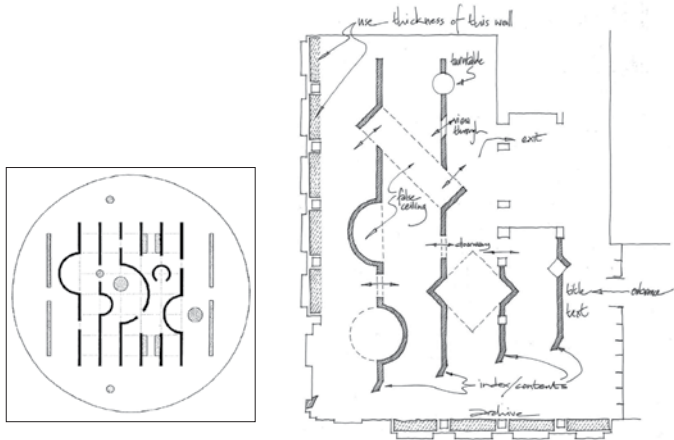 use thickness of this wall
turntable
view
through
exit
false
ceiling
doorway
title
entrance
text
index/contents
archive